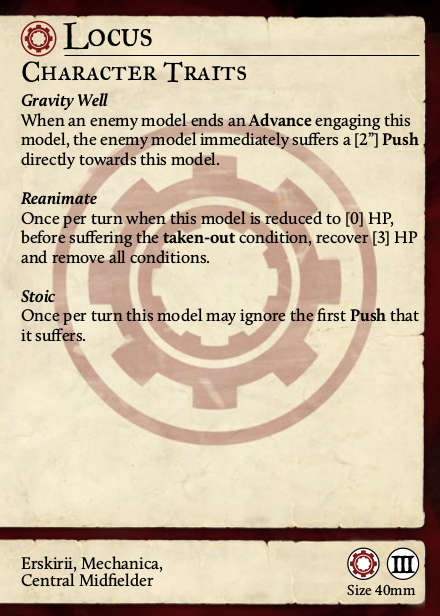 Locus
Character Traits
Gravity Well
When an enemy model ends an Advance engaging this
model, the enemy model immediately suffers a [2”] Push
directly towards this model.
Reanimate
Once per turn when this model is reduced to [0] HP,
before suffering the taken-out condition, recover [3] HP
and remove all conditions.
Stoic
Once per turn this model may ignore the first Push that
it suffers.
Erskirii, Mechanica,
Central Midfielder
III
Size 40mm